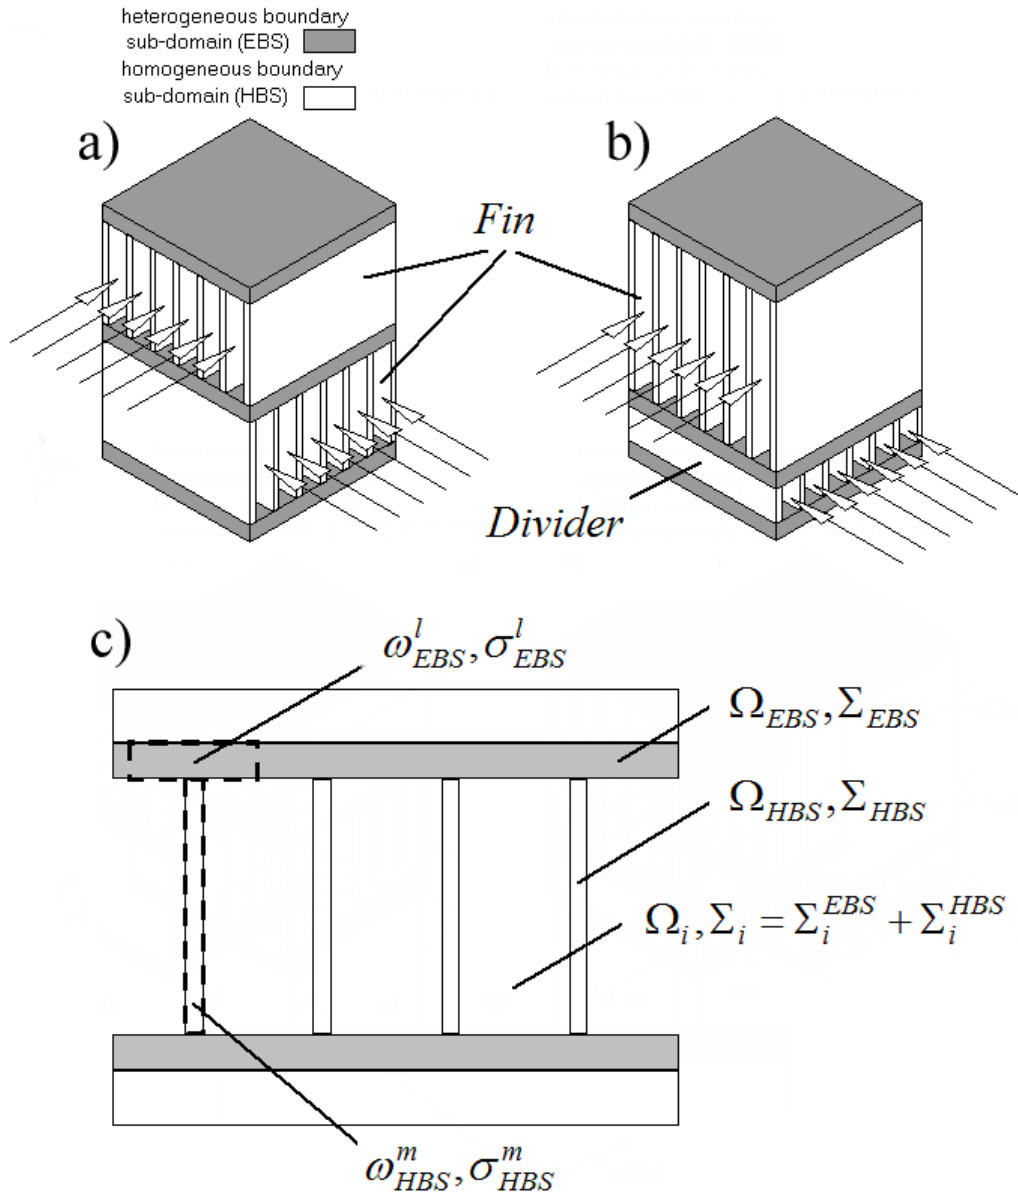 heterogeneous boundary
sub-domain (EBS)
homogeneous boundary
sub-domain (HBS)
a)
b)
Fin
Divider
c)
ω^l_EBS, σ^l_EBS
Ω_EBS, Σ_EBS
Ω_HBS, Σ_HBS
Ω_i, Σ_i = Σ_i^EBS + Σ_i^HBS
ω^m_HBS, σ^m_HBS